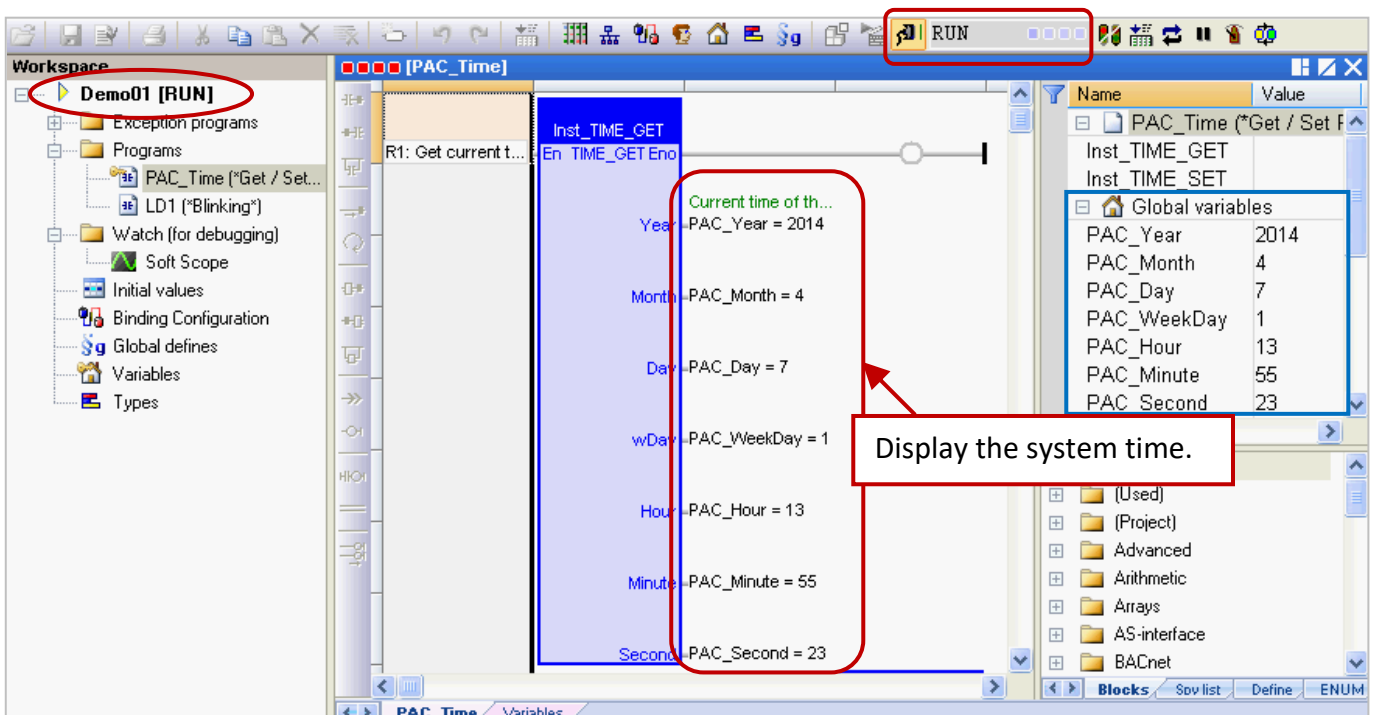 RUN
Workspace
Demo01 [RUN]
Exception programs
Programs
PAC_Time (*Get / Set...
LD1 (*Blinking*)
Watch (for debugging)
Soft Scope
Initial values
Binding Configuration
Global defines
Variables
Types
[PAC_Time]
R1: Get current t...
Inst_TIME_GET
En TIME_GET Eno
Current time of th...
Year PAC_Year = 2014
Month PAC_Month = 4
Day PAC_Day = 7
wDay PAC_WeekDay = 1
Hour PAC_Hour = 13
Minute PAC_Minute = 55
Second PAC_Second = 23
PAC_Time Variables
Display the system time.
Name Value
PAC_Time (*Get / Set
Inst_TIME_GET
Inst_TIME_SET
Global variables
PAC_Year 2014
PAC_Month 4
PAC_Day 7
PAC_WeekDay 1
PAC_Hour 13
PAC_Minute 55
PAC_Second 23
(Used)
(Project)
Advanced
Arithmetic
Arrays
AS-interface
BACnet
Blocks Spy list Define ENUM